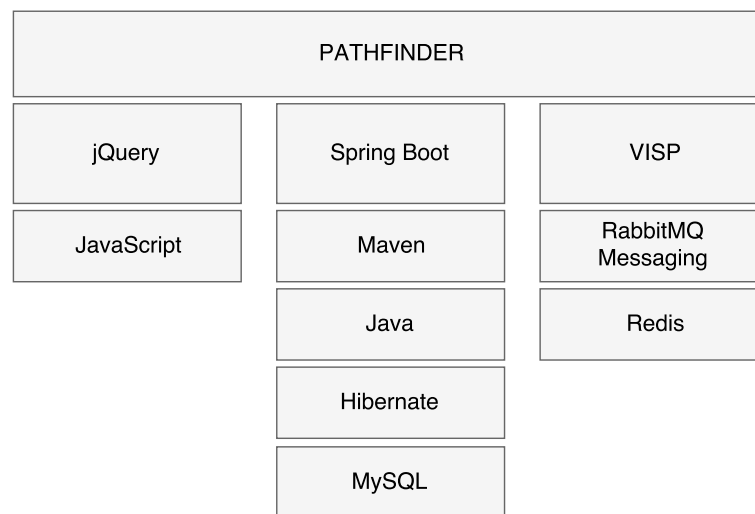 PATHFINDER
jQuery
Spring Boot
VISP
JavaScript
Maven
RabbitMQ
Messaging
Java
Redis
Hibernate
MySQL